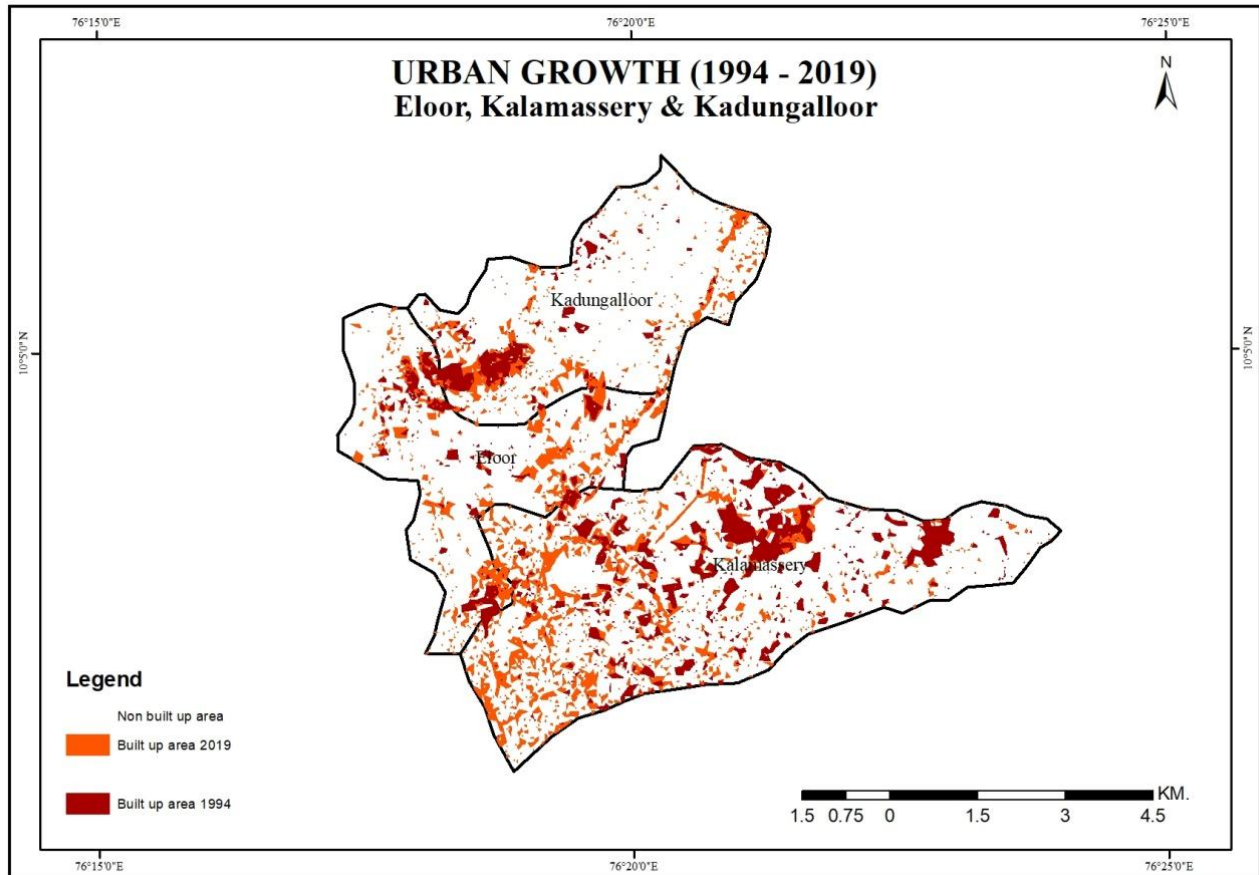 76°15'0"E 76°20'0"E 76°25'0"E
URBAN GROWTH (1994 - 2019)
Eloor, Kalamassery & Kadungalloor
N
Kadungalloor
10°5'0"N 10°5'0"N
Eloor
Kalamassery
Legend
Non built up area
Built up area 2019
Built up area 1994
KM.
1.5 0.75 0 1.5 3 4.5
76°15'0"E 76°20'0"E 76°25'0"E